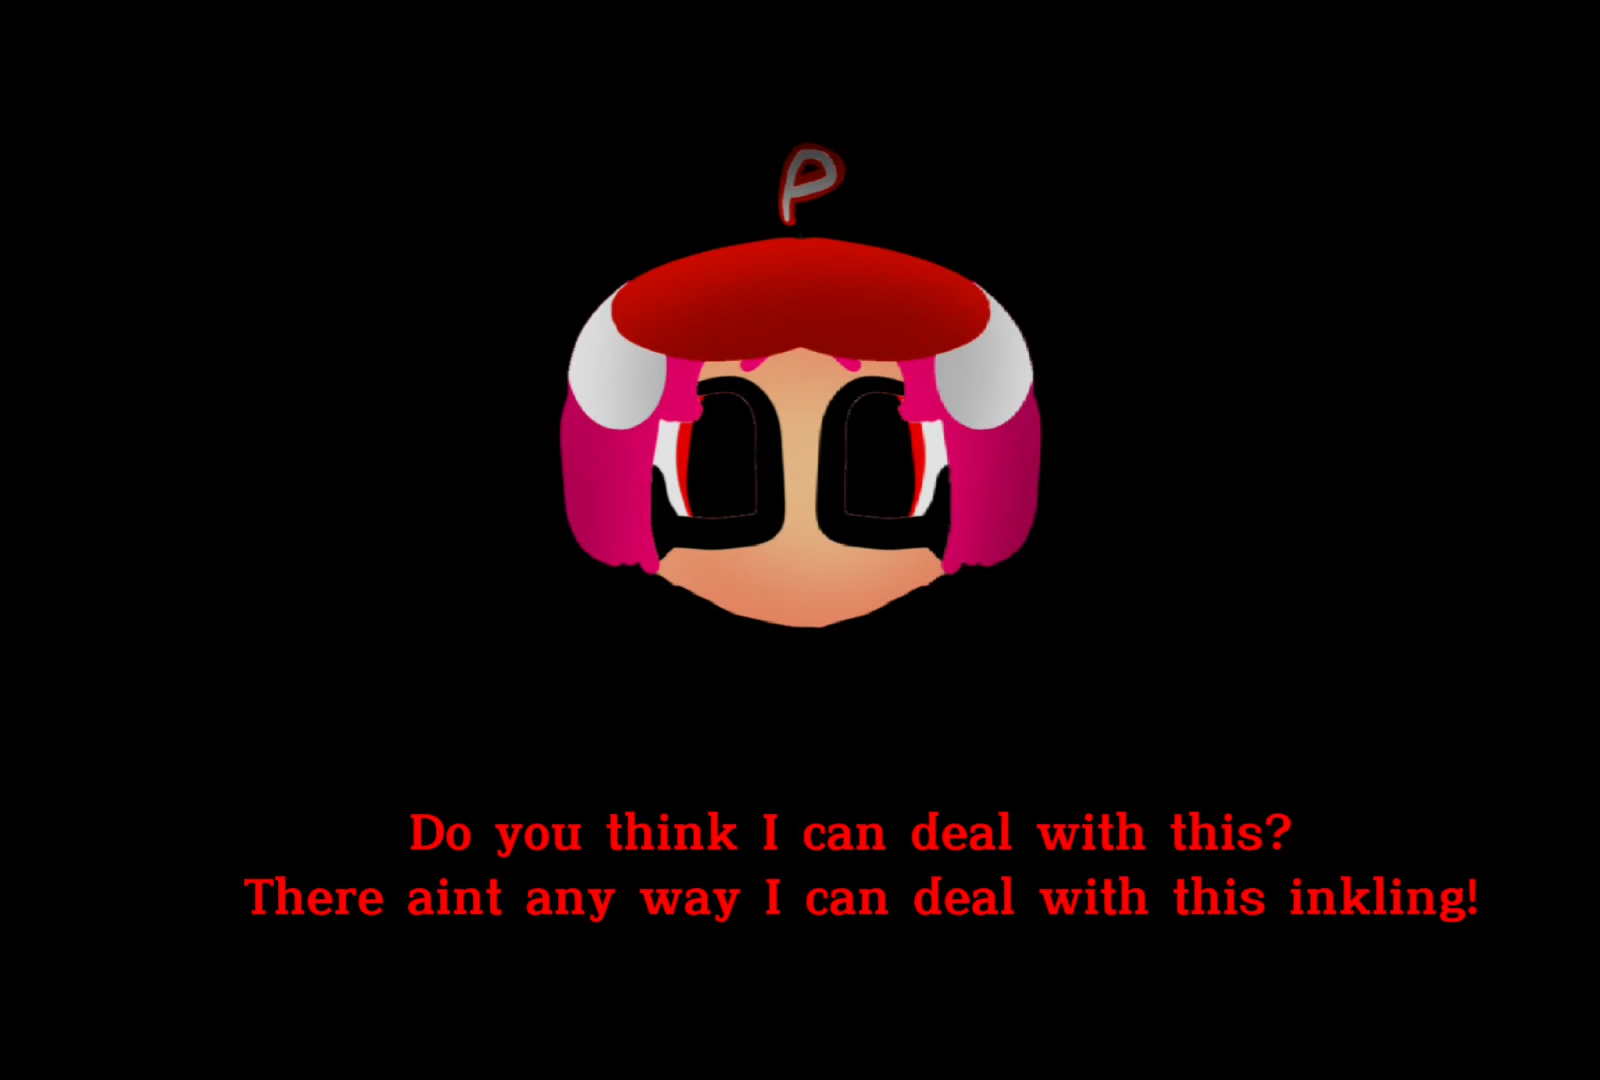 P
Do you think I can deal with this?
There aint any way I can deal with this inkling!